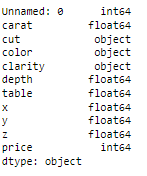 Unnamed: 0      int64
carat         float64
cut            object
color          object
clarity        object
depth         float64
table         float64
x             float64
y             float64
z             float64
price           int64
dtype: object